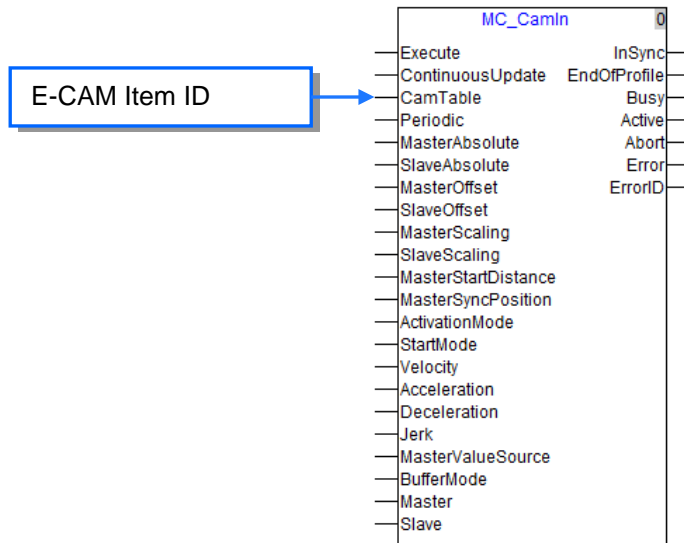 MC_CamIn 0
Execute InSync
ContinuousUpdate EndOfProfile
E-CAM Item ID
CamTable Busy
Periodic Active
MasterAbsolute Abort
SlaveAbsolute Error
MasterOffset ErrorID
SlaveOffset
MasterScaling
SlaveScaling
MasterStartDistance
MasterSyncPosition
ActivationMode
StartMode
Velocity
Acceleration
Deceleration
Jerk
MasterValueSource
BufferMode
Master
Slave